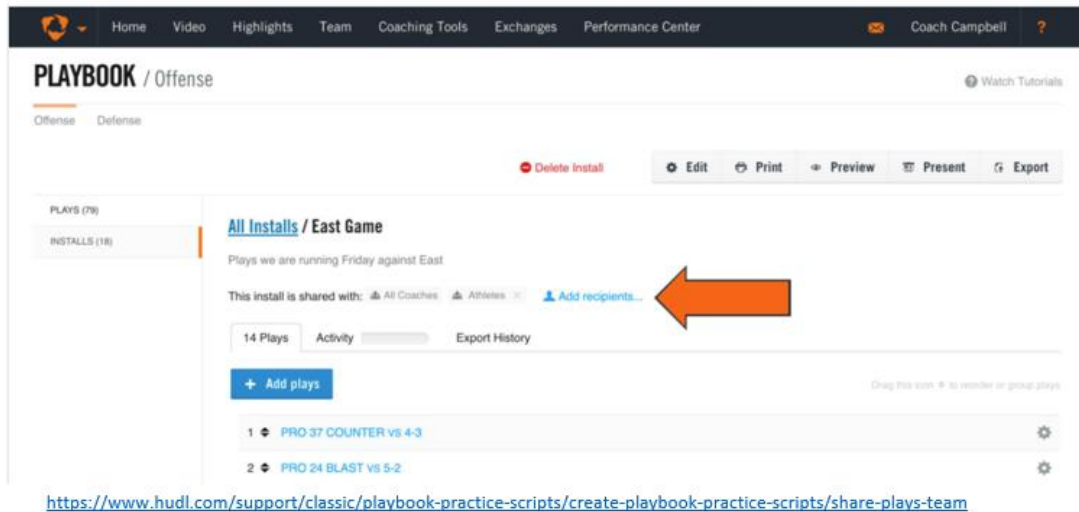 Home Video Highlights Team Coaching Tools Exchanges Performance Center Coach Campbell ?
PLAYBOOK / Offense
? Watch Tutorials
Offense Defense
Delete Install Edit Print Preview Present Export
PLAYS (79)
INSTALLS (18)
All Installs / East Game
Plays we are running Friday against East
This install is shared with: All Coaches Athletes × Add recipients...
14 Plays Activity Export History
+ Add plays
Drag this icon to reorder or group plays
1 PRO 37 COUNTER VS 4-3
2 PRO 24 BLAST VS 5-2
https://www.hudl.com/support/classic/playbook-practice-scripts/create-playbook-practice-scripts/share-plays-team